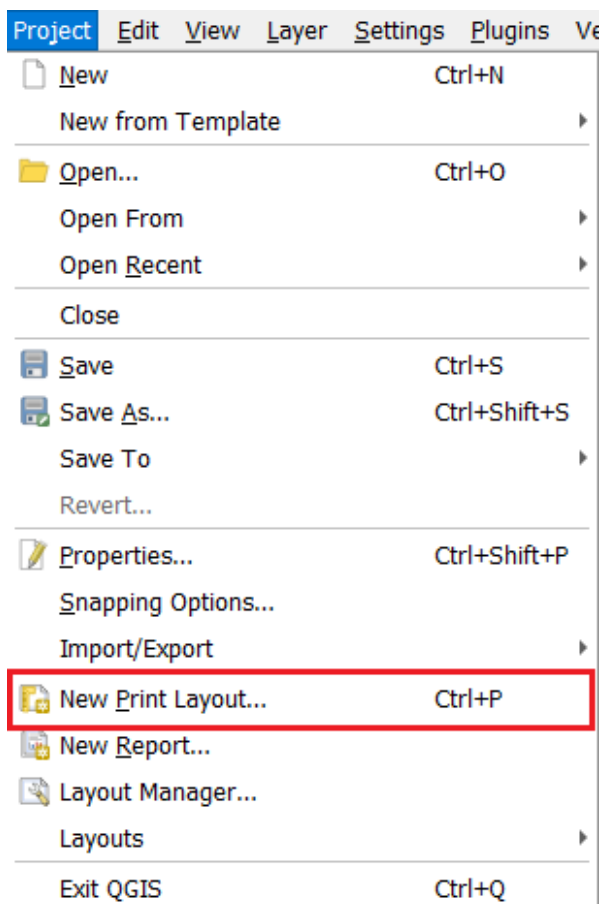 Project Edit View Layer Settings Plugins Ve
New Ctrl+N
New from Template
Open... Ctrl+O
Open From
Open Recent
Close
Save Ctrl+S
Save As... Ctrl+Shift+S
Save To
Revert...
Properties... Ctrl+Shift+P
Snapping Options...
Import/Export
New Print Layout... Ctrl+P
New Report...
Layout Manager...
Layouts
Exit QGIS Ctrl+Q